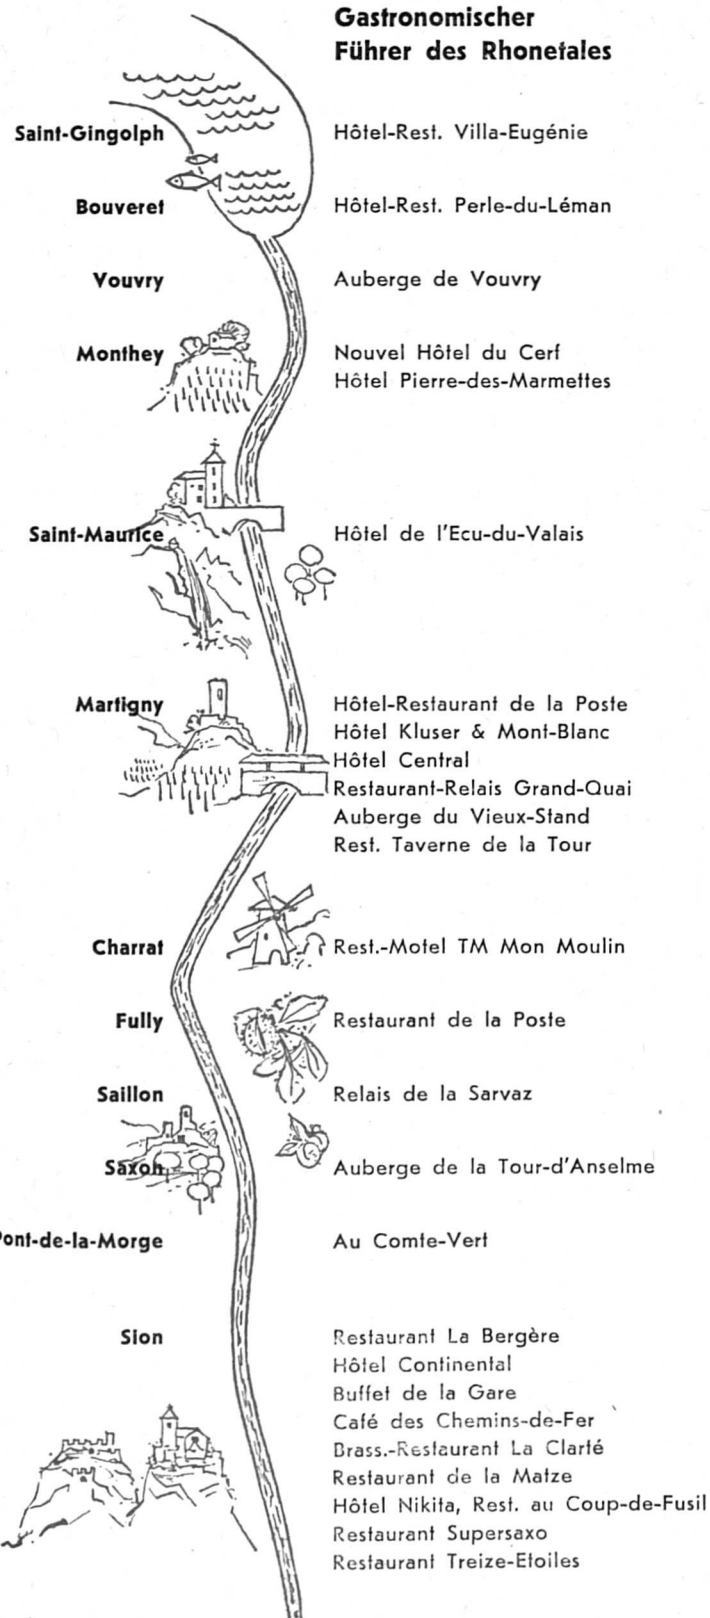 Gastronomischer
Führer des Rhonetales
Saint-Gingolph Hôtel-Rest. Villa-Eugénie
Bouveret Hôtel-Rest. Perle-du-Léman
Vouvry Auberge de Vouvry
Monthey Nouvel Hôtel du Cerf
Hôtel Pierre-des-Marmettes
Saint-Maurice Hôtel de l'Ecu-du-Valais
Martigny Hôtel-Restaurant de la Poste
Hôtel Kluser & Mont-Blanc
Hôtel Central
Restaurant-Relais Grand-Quai
Auberge du Vieux-Stand
Rest. Taverne de la Tour
Charrat Rest.-Motel TM Mon Moulin
Fully Restaurant de la Poste
Saillon Relais de la Sarvaz
Saxon Auberge de la Tour-d'Anselme
Pont-de-la-Morge Au Comte-Vert
Sion Restaurant La Bergère
Hôtel Continental
Buffet de la Gare
Café des Chemins-de-Fer
Brass.-Restaurant La Clarté
Restaurant de la Matze
Hôtel Nikita, Rest. au Coup-de-Fusil
Restaurant Supersaxo
Restaurant Treize-Etoiles